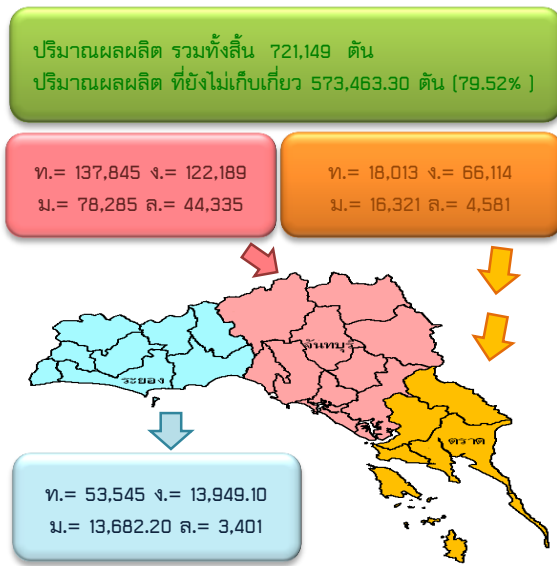 ปริมาณผลผลิต รวมทั้งสิ้น 721,149 ตัน
ปริมาณผลผลิต ที่ยังไม่เก็บเกี่ยว 573,463.30 ตัน (79.52% )
ท.= 137,845 ง.= 122,189
ม.= 78,285 ล.= 44,335
ท.= 18,013 ง.= 66,114
ม.= 16,321 ล.= 4,581
จันทบุรี
ระยอง
ตราด
ท.= 53,545 ง.= 13,949.10
ม.= 13,682.20 ล.= 3,401